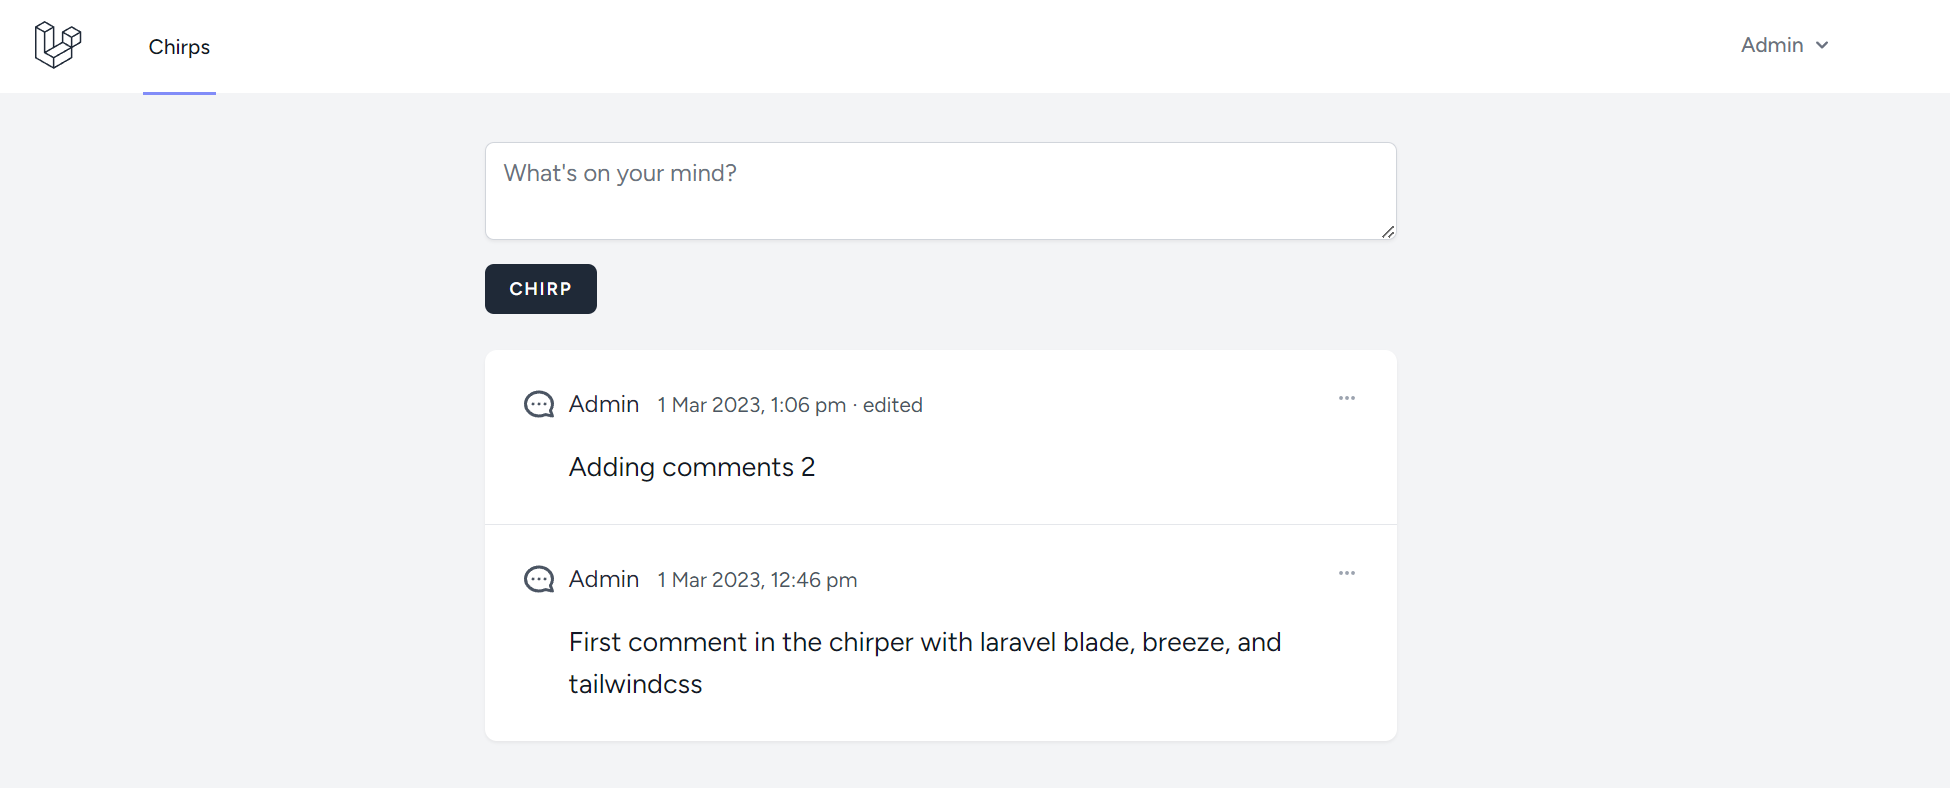 Chirps
Admin
What's on your mind?
CHIRP
Admin 1 Mar 2023, 1:06 pm · edited
Adding comments 2
Admin 1 Mar 2023, 12:46 pm
First comment in the chirper with laravel blade, breeze, and
tailwindcss